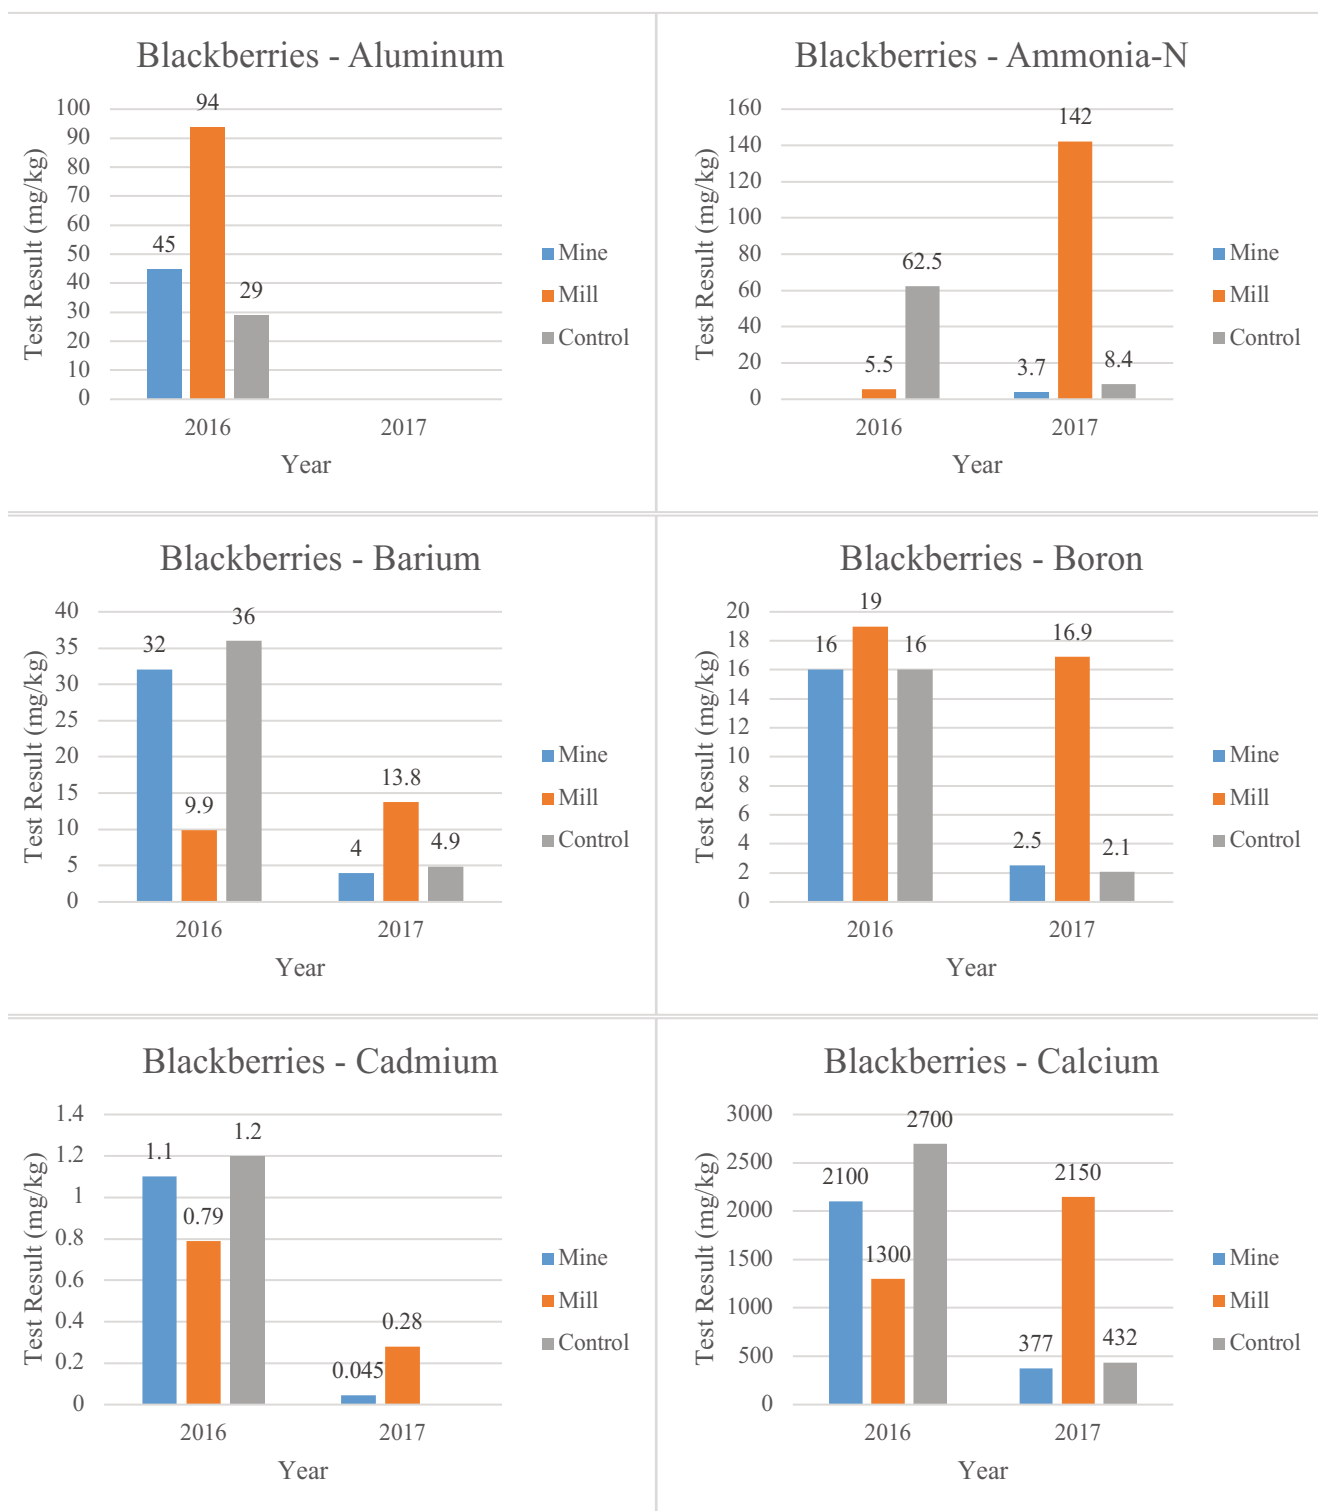 Blackberries - Aluminum
Test Result (mg/kg)
100
90
80
70
60
50
40
30
20
10
0
45
94
29
2016
2017
Year
Mine
Mill
Control
Blackberries - Ammonia-N
Test Result (mg/kg)
160
140
120
100
80
60
40
20
0
5.5
62.5
3.7
142
8.4
2016
2017
Year
Mine
Mill
Control
Blackberries - Barium
Test Result (mg/kg)
40
35
30
25
20
15
10
5
0
32
9.9
36
4
13.8
4.9
2016
2017
Year
Mine
Mill
Control
Blackberries - Boron
Test Result (mg/kg)
20
18
16
14
12
10
8
6
4
2
0
16
19
16
2.5
16.9
2.1
2016
2017
Year
Mine
Mill
Control
Blackberries - Cadmium
Test Result (mg/kg)
1.4
1.2
1
0.8
0.6
0.4
0.2
0
1.1
0.79
1.2
0.045
0.28
2016
2017
Year
Mine
Mill
Control
Blackberries - Calcium
Test Result (mg/kg)
3000
2500
2000
1500
1000
500
0
2100
1300
2700
377
2150
432
2016
2017
Year
Mine
Mill
Control